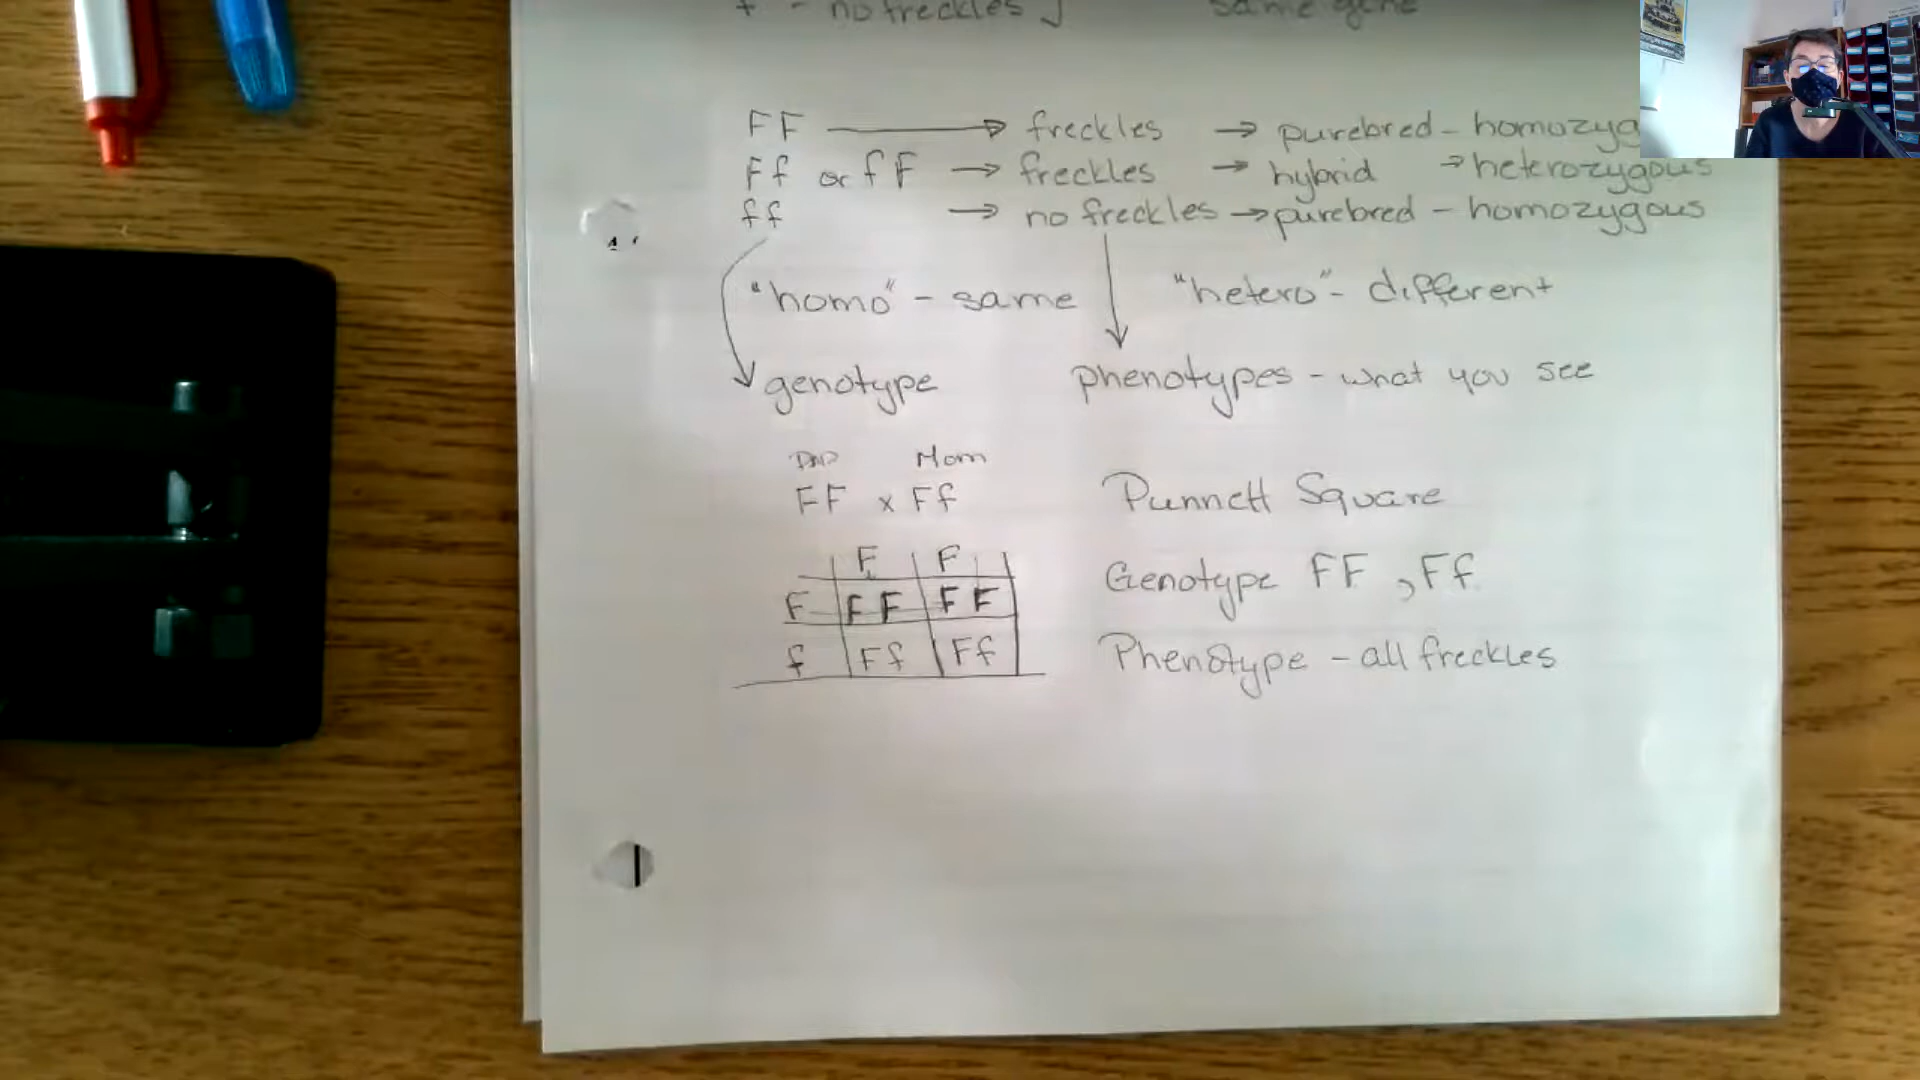 f - no freckles } same gene
FF → freckles → purebred - homozyg
Ff or fF → freckles → hybrid → heterozygous
ff → no freckles → purebred - homozygous
"homo" - same "hetero" - different
genotype phenotypes - what you see
DAD Mom
FF x Ff Punnett Square
F F
F FF FF Genotype FF, Ff
f Ff Ff Phenotype - all freckles